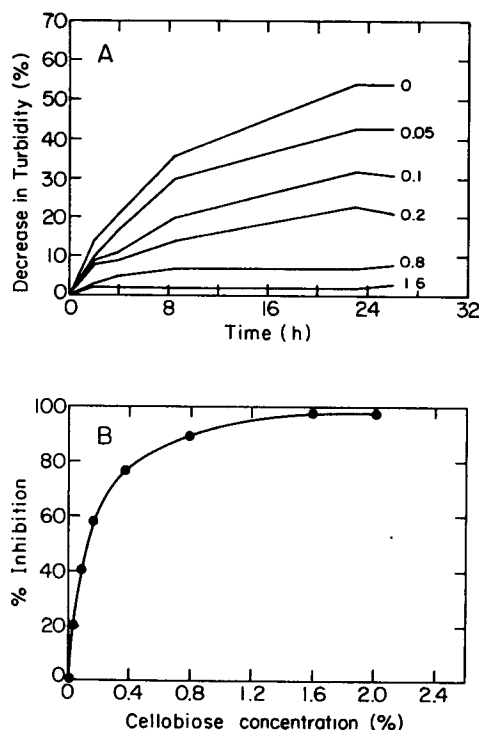 A
Decrease in Turbidity (%)
70
60
50
40
30
20
10
0
0
0.05
0.1
0.2
0.8
1.6
0 8 16 24 32
Time (h)
B
% Inhibition
100
80
60
40
20
0
0 0.4 0.8 1.2 1.6 2.0 2.4
Cellobiose concentration (%)